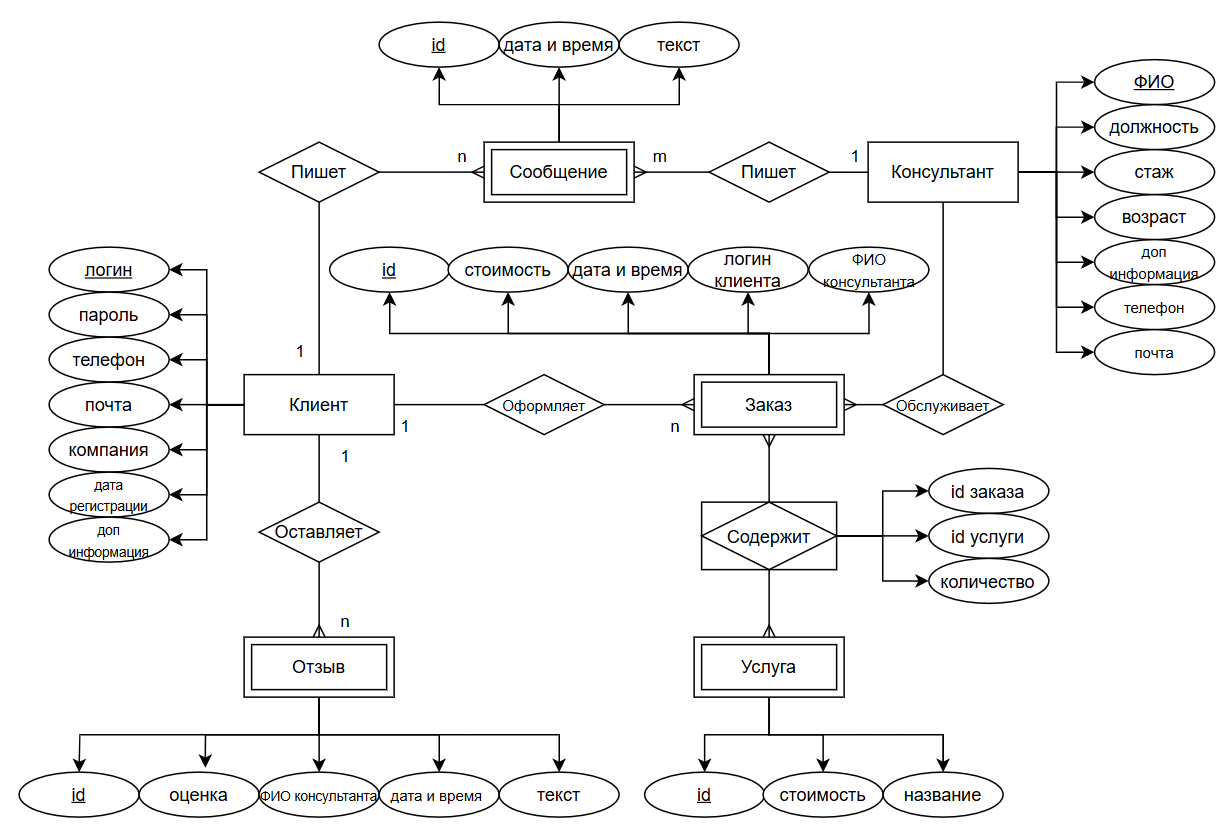 id
дата и время
текст
ФИО
должность
стаж
возраст
доп
информация
телефон
почта
Пишет
n
Сообщение
m
Пишет
1
Консультант
логин
пароль
телефон
почта
компания
дата
регистрации
доп
информация
id
стоимость
дата и время
логин
клиента
ФИО
консультанта
1
Клиент
1
Оформляет
n
Заказ
Обслуживает
1
Оставляет
n
Содержит
id заказа
id услуги
количество
Отзыв
Услуга
id
оценка
ФИО консультанта
дата и время
текст
id
стоимость
название